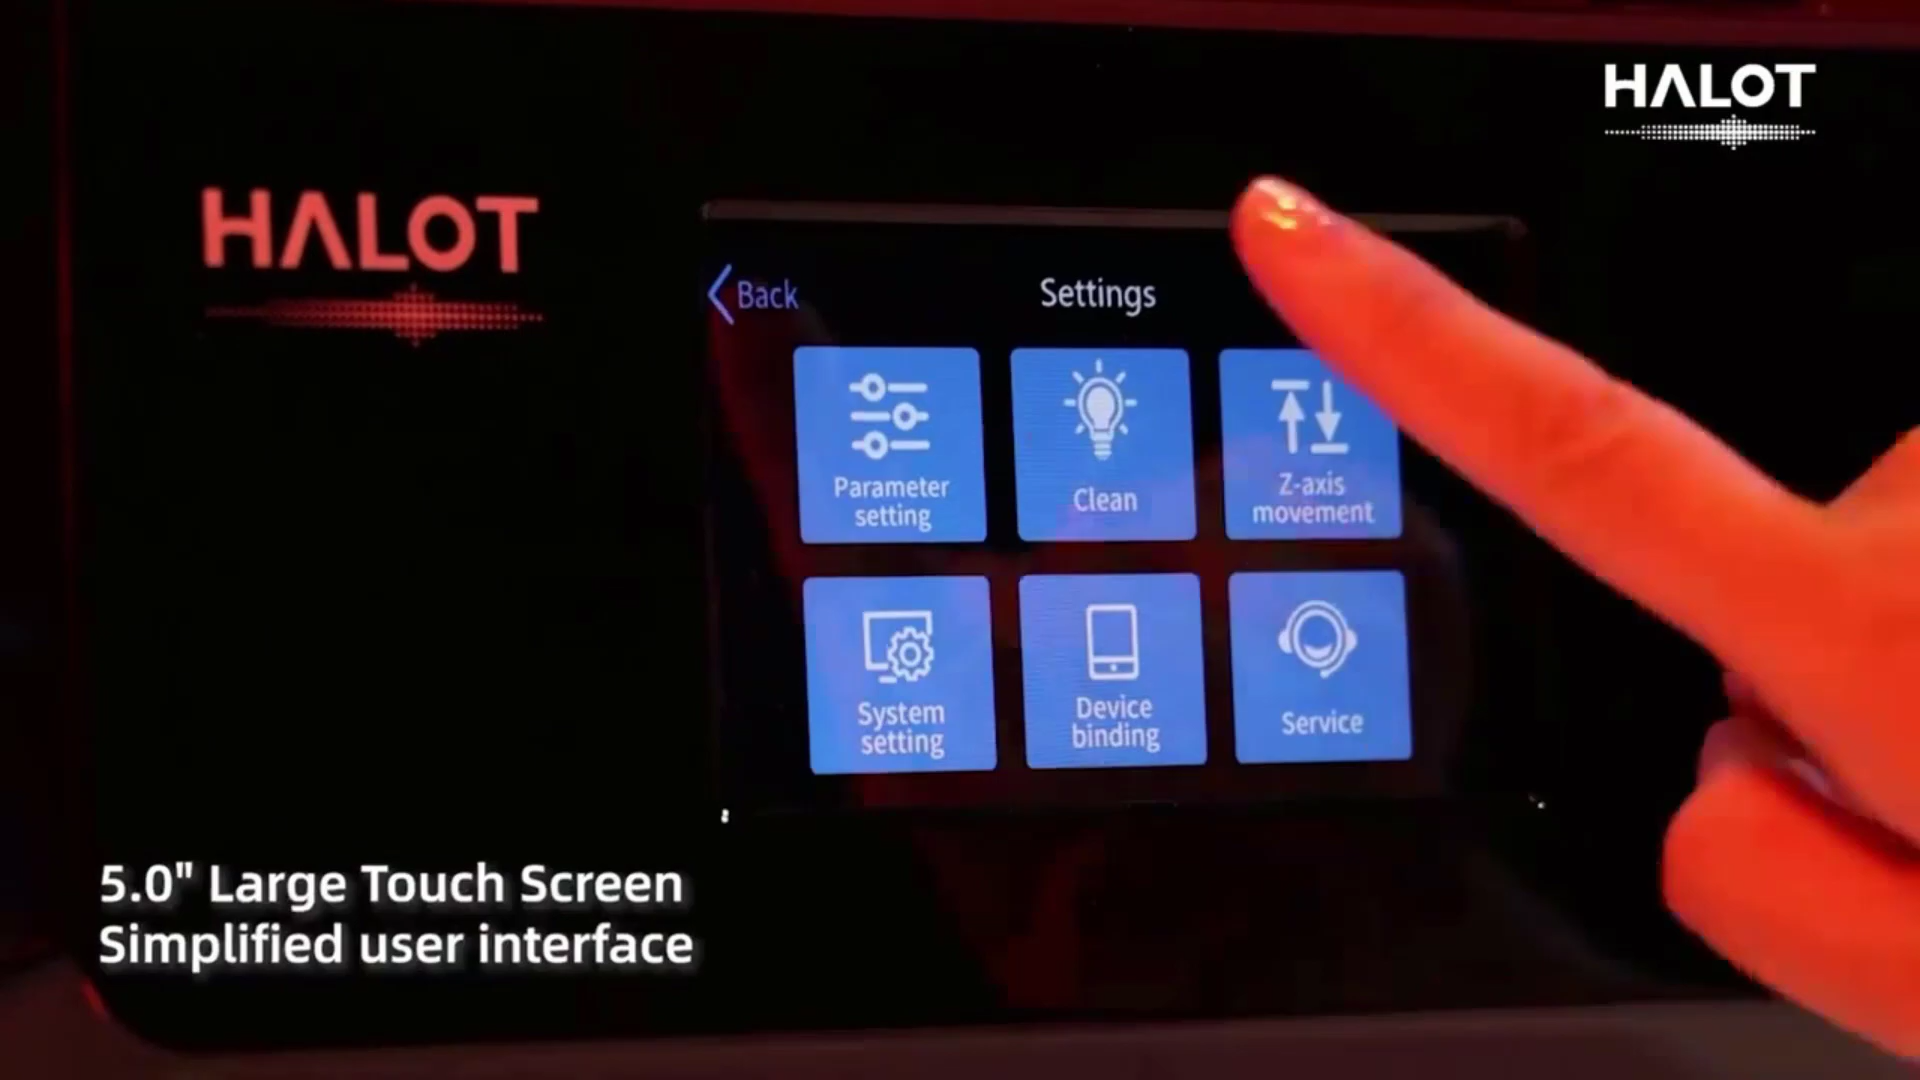 HALOT
HALOT
Back
Settings
Parameter
setting
Clean
Z-axis
movement
System
setting
Device
binding
Service
5.0" Large Touch Screen
Simplified user interface